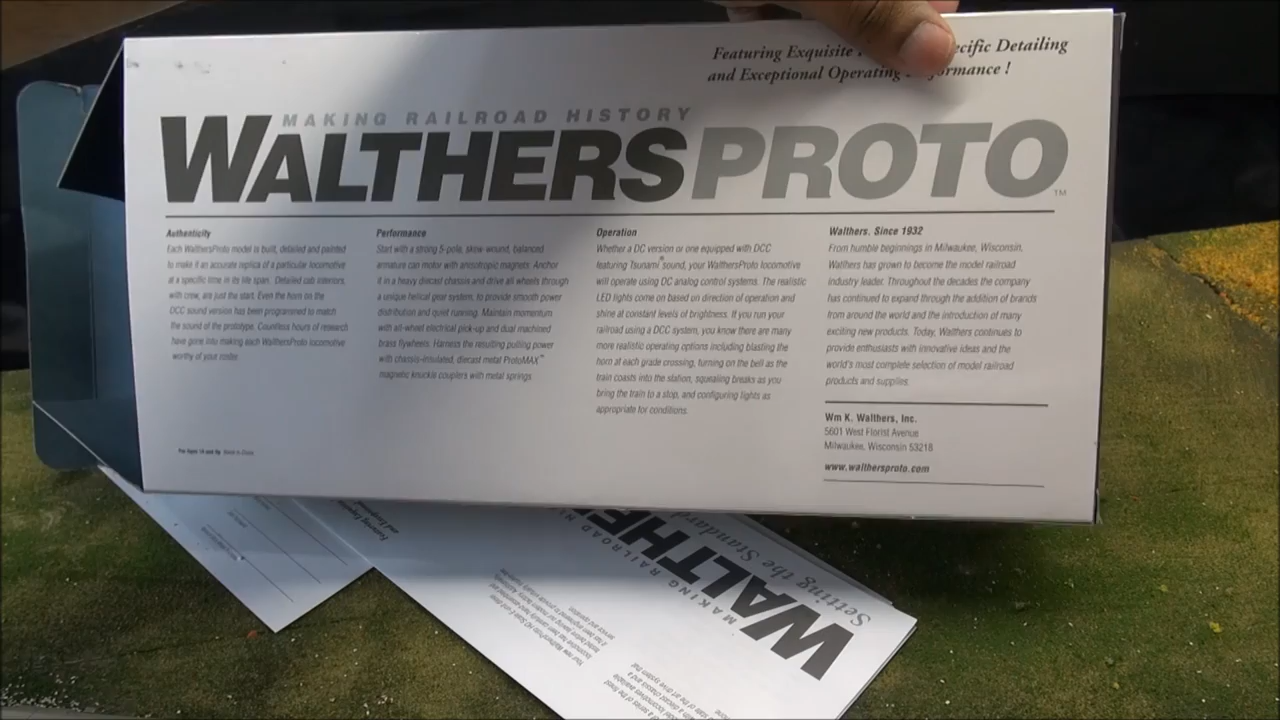 Featuring Exquisite ecific Detailing
and Exceptional Operating ormance !
MAKING RAILROAD HISTORY
WALTHERSPROTO™
Authenticity
Each WalthersProto model is built, detailed and painted
to make it an accurate replica of a particular locomotive
at a specific time in its life span. Detailed cab interiors,
with crew, are just the start. Even the horn on the
DCC sound version has been programmed to match
the sound of the prototype. Countless hours of research
have gone into making each WalthersProto locomotive
worthy of your roster.
For Ages 14 and Up Made in China
Performance
Start with a strong 5-pole, skew-wound, balanced
armature can motor with anisotropic magnets. Anchor
it in a heavy diecast chassis and drive all wheels through
a unique helical gear system, to provide smooth power
distribution and quiet running. Maintain momentum
with all-wheel electrical pick-up and dual machined
brass flywheels. Harness the resulting pulling power
with chassis-insulated, diecast metal ProtoMAX™
magnetic knuckle couplers with metal springs.
Operation
Whether a DC version or one equipped with DCC
featuring Tsunami® sound, your WalthersProto locomotive
will operate using DC analog control systems. The realistic
LED lights come on based on direction of operation and
shine at constant levels of brightness. If you run your
railroad using a DCC system, you know there are many
more realistic operating options including blasting the
horn at each grade crossing, turning on the bell as the
train coasts into the station, squealing breaks as you
bring the train to a stop, and configuring lights as
appropriate for conditions.
Walthers. Since 1932
From humble beginnings in Milwaukee, Wisconsin,
Walthers has grown to become the model railroad
industry leader. Throughout the decades the company
has continued to expand through the addition of brands
from around the world and the introduction of many
exciting new products. Today, Walthers continues to
provide enthusiasts with innovative ideas and the
world's most complete selection of model railroad
products and supplies.
Wm K. Walthers, Inc.
5601 West Florist Avenue
Milwaukee, Wisconsin 53218
www.walthersproto.com
Setting the Standard
WALTHE
MAKING RAILROAD